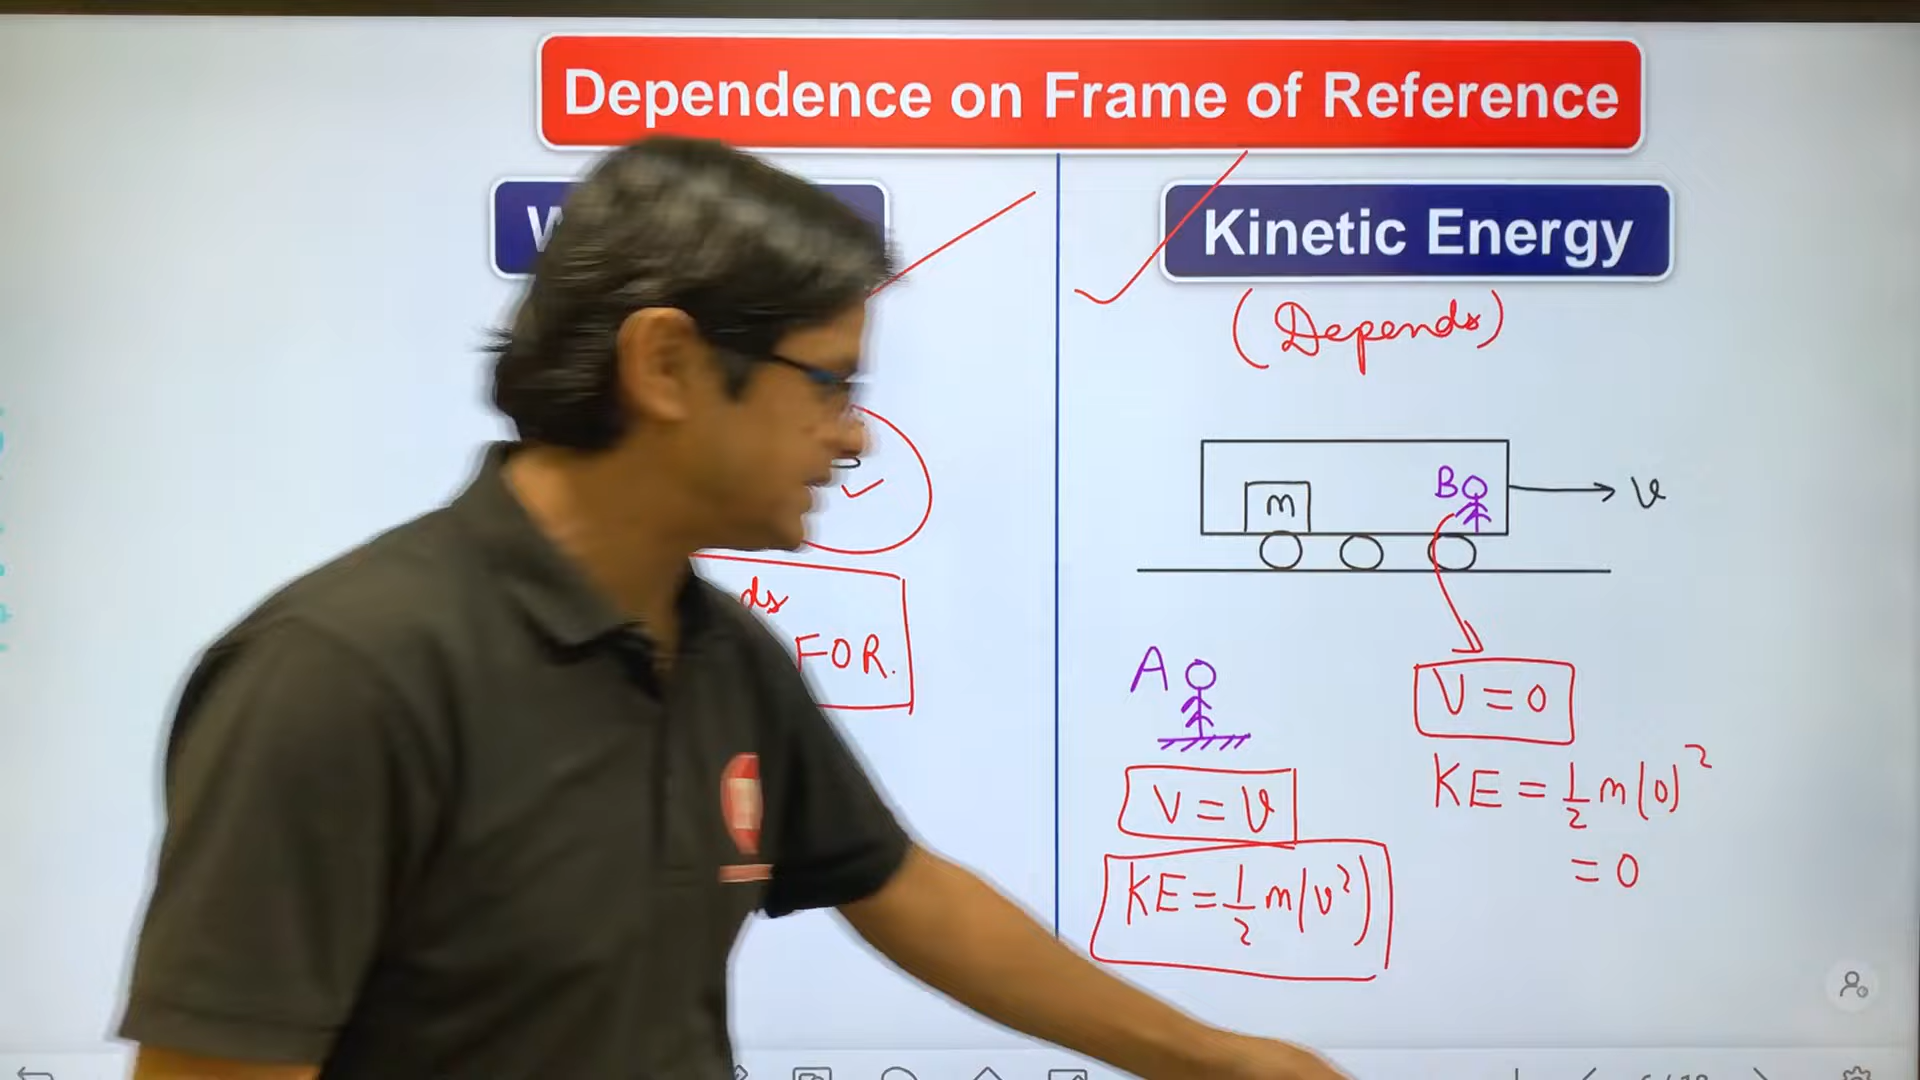 Dependence on Frame of Reference
Kinetic Energy
(Depends)
m
B
v
ds
FOR.
A
V = 0
V = v
KE = 1/2 m(0)²
= 0
KE = 1/2 m(v²)